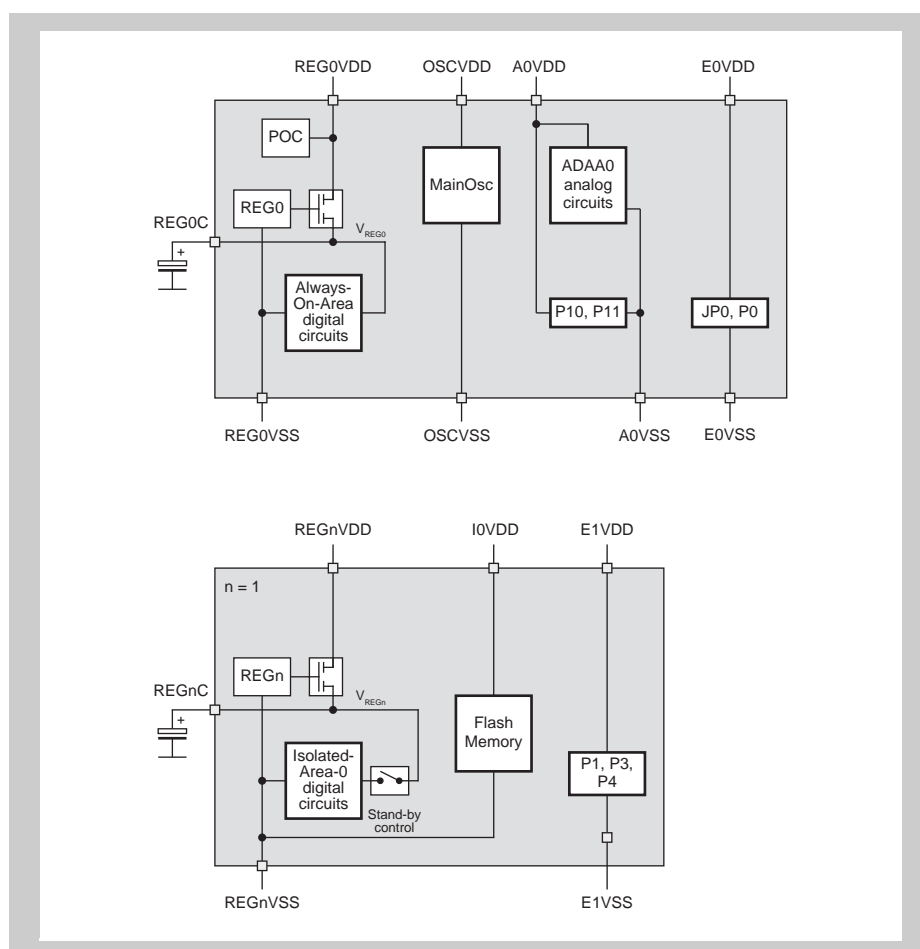 REG0VDD OSCVDD A0VDD E0VDD
POC
MainOsc
ADAA0
analog
circuits
REG0
REG0C
VREG0
+
Always-
On-Area
digital
circuits
P10, P11
JP0, P0
REG0VSS OSCVSS A0VSS E0VSS
REGnVDD I0VDD E1VDD
n = 1
REGn
REGnC
VREGn
+
Flash
Memory
Isolated-
Area-0
digital
circuits
P1, P3,
P4
Stand-by
control
REGnVSS E1VSS